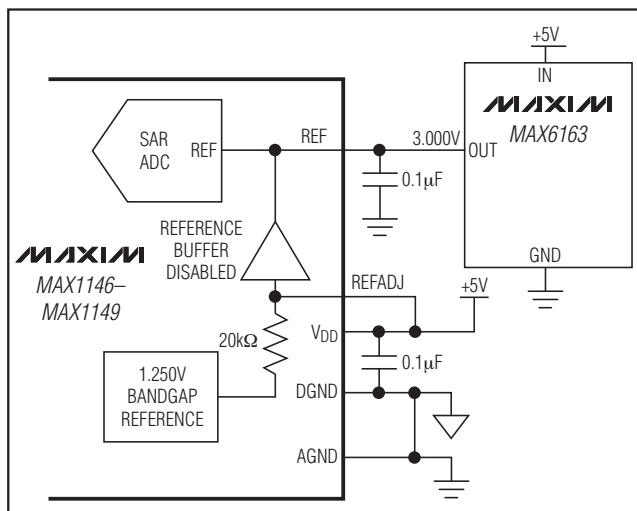 +5V
IN
MAXIM
MAX6163
3.000V
OUT
GND
SAR
ADC
REF
REF
0.1µF
REFERENCE
BUFFER
DISABLED
MAXIM
MAX1146–
MAX1149
REFADJ
+5V
20kΩ
VDD
0.1µF
1.250V
BANDGAP
REFERENCE
DGND
AGND